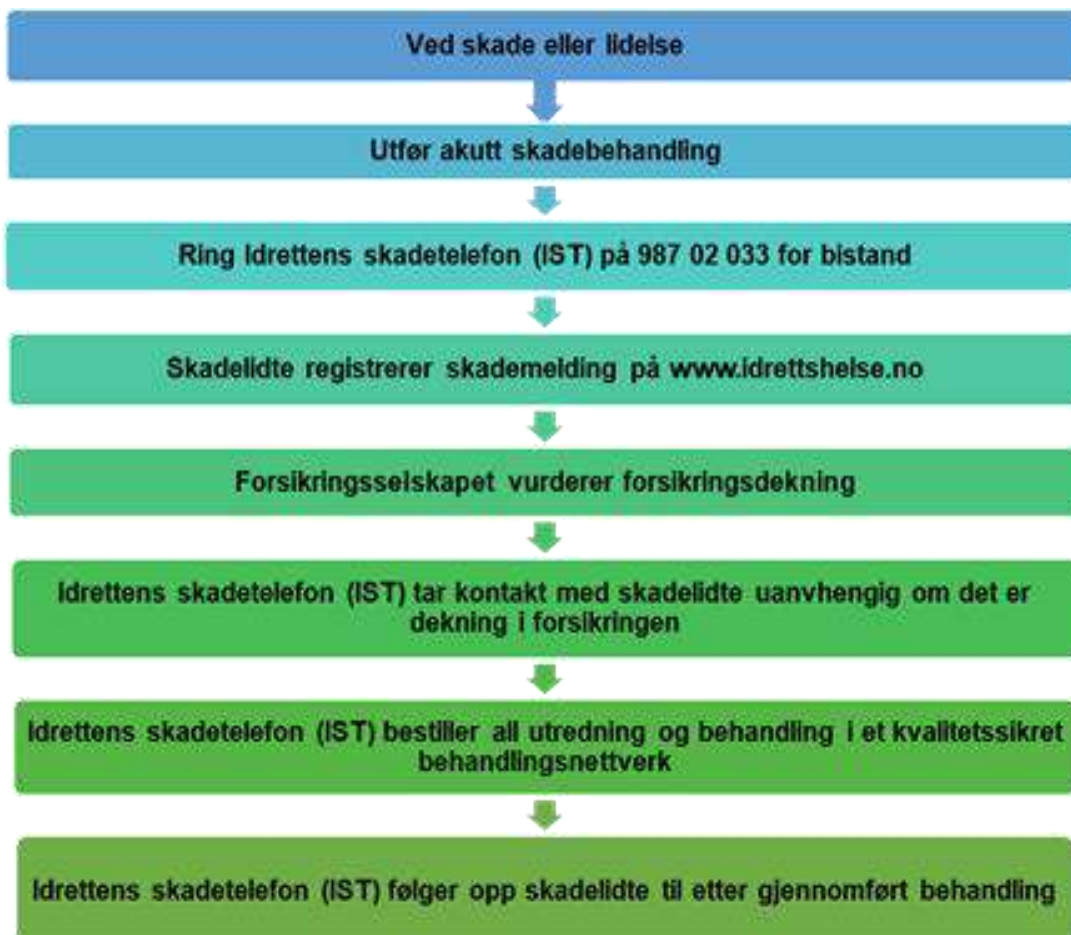 Ved skade eller lidelse
Utfør akutt skadebehandling
Ring Idrettens skadetelefon (IST) på 987 02 033 for bistand
Skadelidte registrerer skademelding på www.idrettshelse.no
Forsikringsselskapet vurderer forsikringsdekning
Idrettens skadetelefon (IST) tar kontakt med skadelidte uanvhengig om det er
dekning i forsikringen
Idrettens skadetelefon (IST) bestiller all utredning og behandling i et kvalitetssikret
behandlingsnettverk
Idrettens skadetelefon (IST) følger opp skadelidte til etter gjennomført behandling